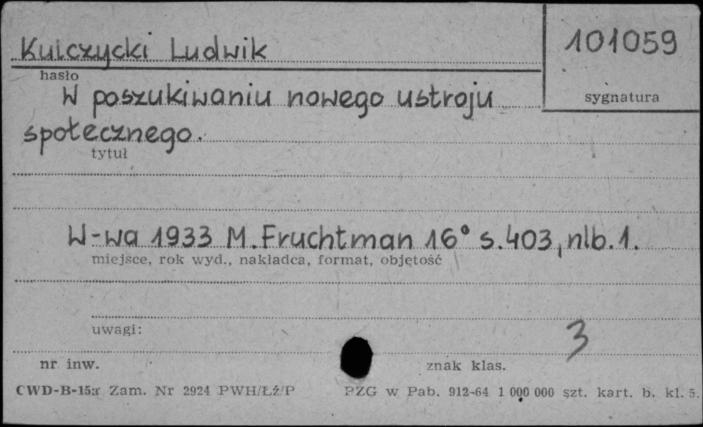 Kulczycki Ludwik
101059
hasło
sygnatura
W poszukiwaniu nowego ustroju
społecznego.
tytuł
W-wa 1933 M. Fruchtman 16° s. 403, nlb. 1.
miejsce, rok wyd., nakładca, format, objętość
uwagi:
3
nr inw.
znak klas.
CWD-B-15:r Zam. Nr 2924 PWH/Łź/P PZG w Pab. 912-64 1 000 000 szt. kart. b. kl. 5.